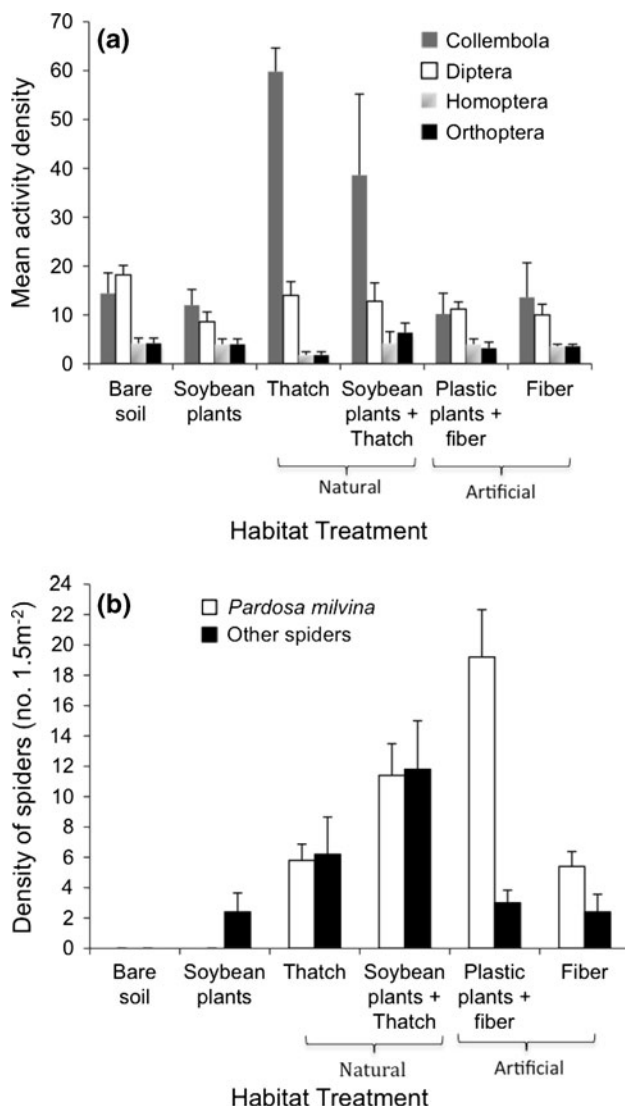 (a)
Collembola
Diptera
Homoptera
Orthoptera
Mean activity density
70
60
50
40
30
20
10
0
Bare soil
Soybean plants
Thatch
Soybean plants + Thatch
Plastic plants + fiber
Fiber
Natural
Artificial
Habitat Treatment
(b)
Pardosa milvina
Other spiders
Density of spiders (no. 1.5m⁻²)
24
22
20
18
16
14
12
10
8
6
4
2
0
Bare soil
Soybean plants
Thatch
Soybean plants + Thatch
Plastic plants + fiber
Fiber
Natural
Artificial
Habitat Treatment